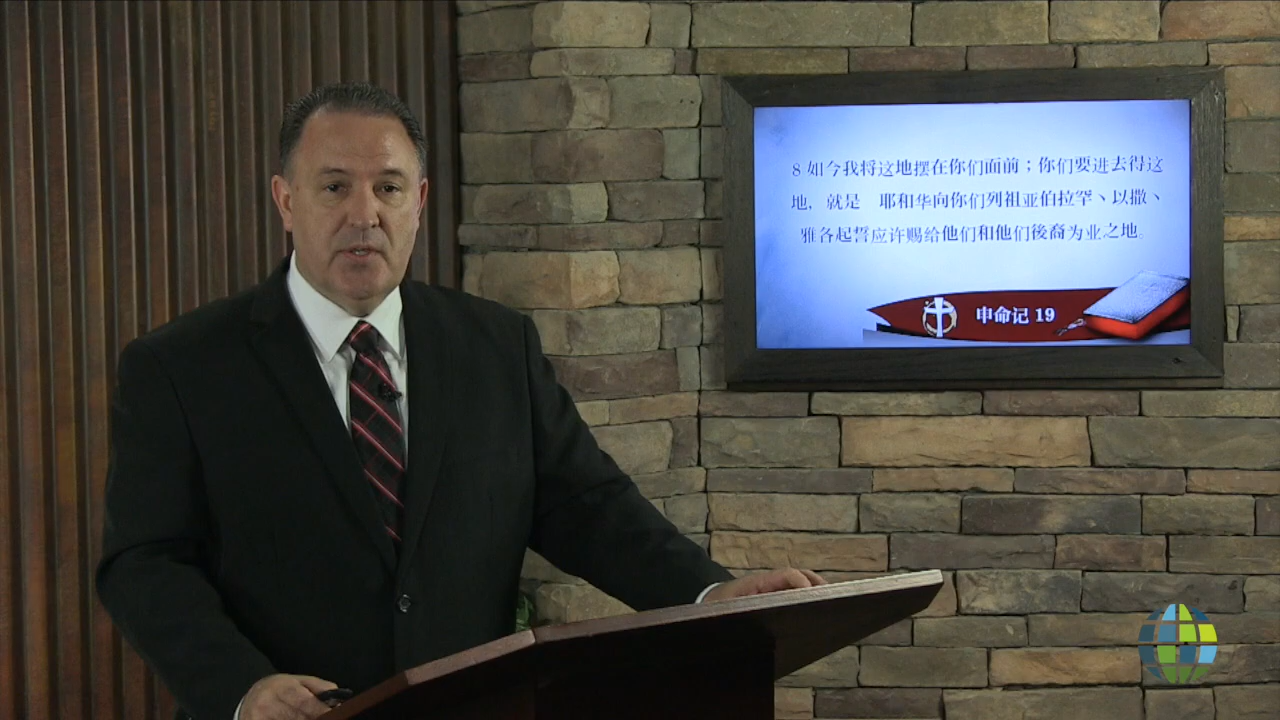 8 如今我将这地摆在你们面前；你们要进去得这
地，就是　耶和华向你们列祖亚伯拉罕、以撒、
雅各起誓应许赐给他们和他们後裔为业之地。
申命记 19